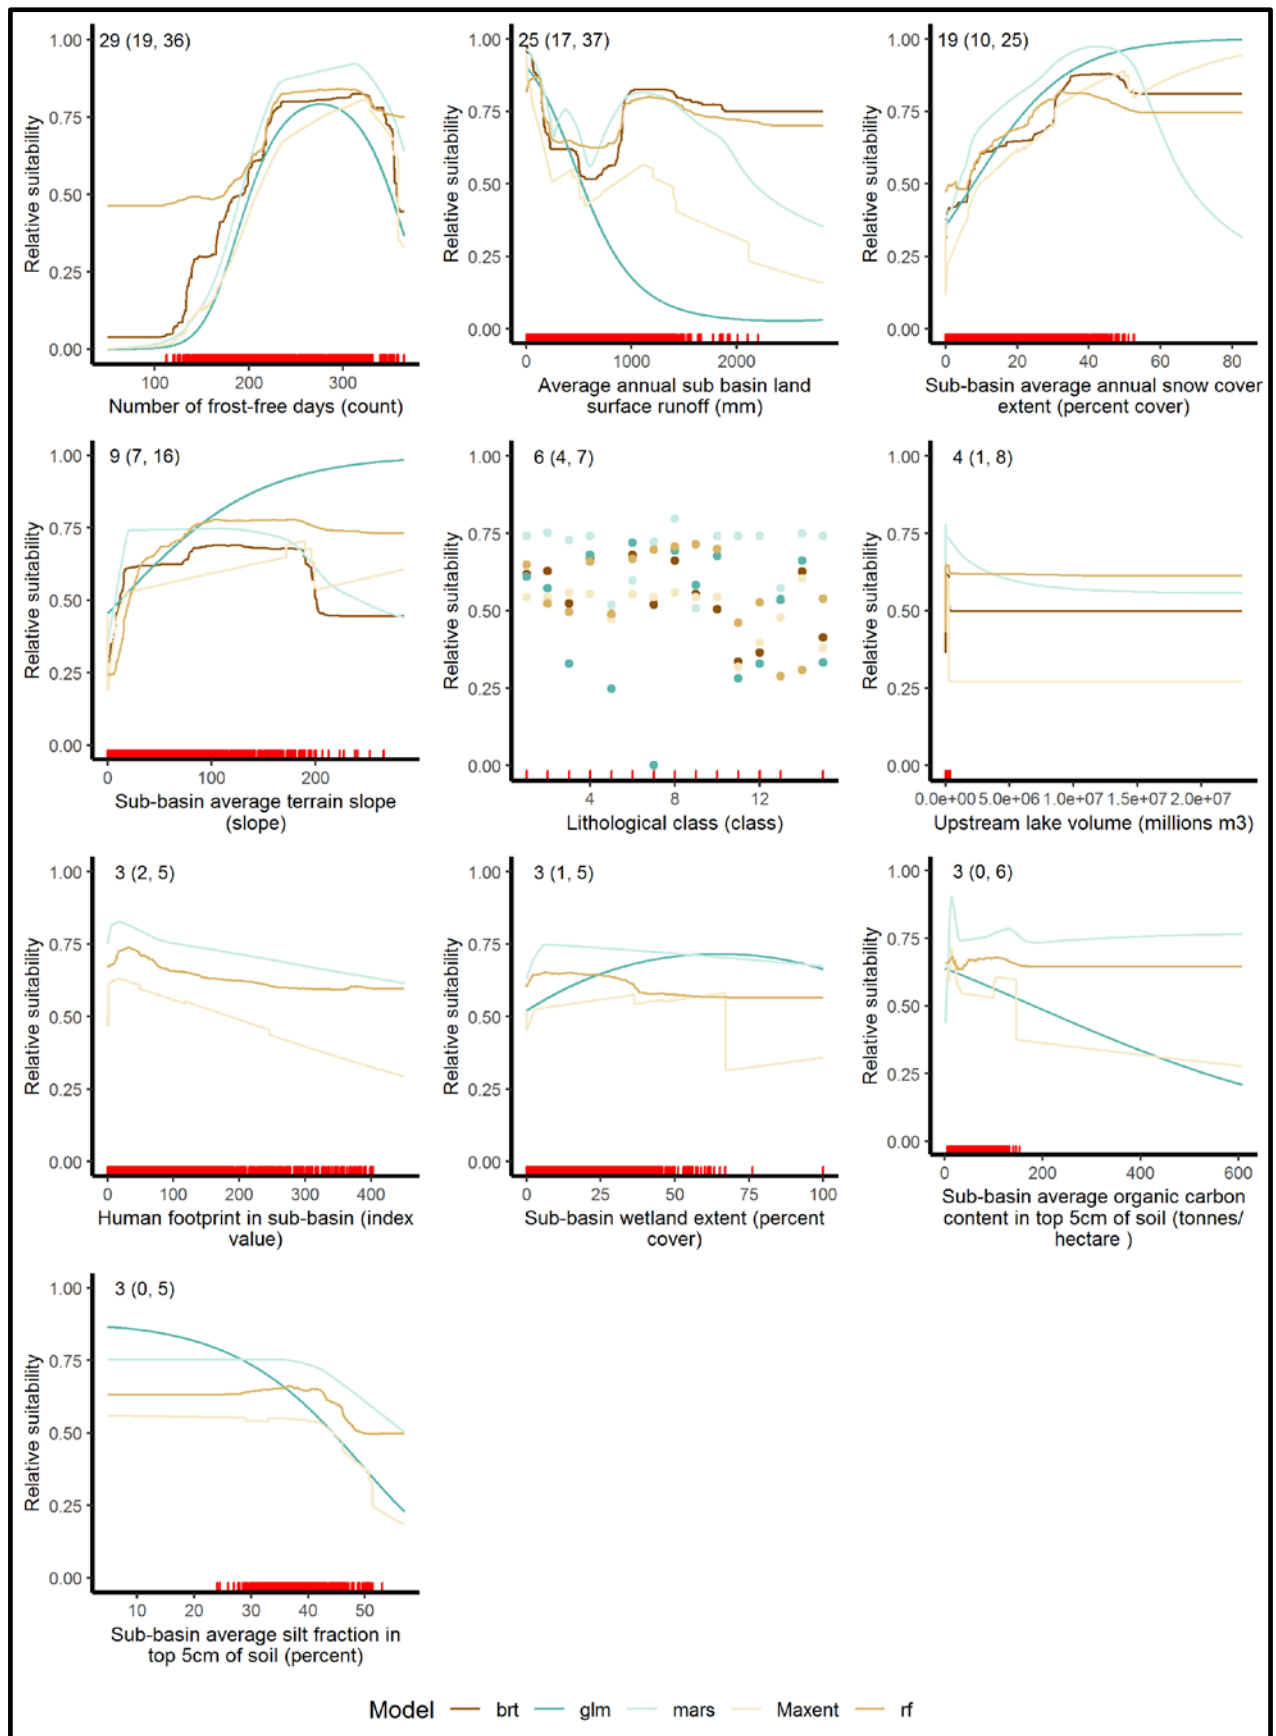 29 (19, 36)
1.00
0.75
0.50
0.25
0.00
Relative suitability
100 200 300
Number of frost-free days (count)
25 (17, 37)
1.00
0.75
0.50
0.25
0.00
Relative suitability
0 1000 2000
Average annual sub basin land
surface runoff (mm)
19 (10, 25)
1.00
0.75
0.50
0.25
0.00
Relative suitability
0 20 40 60 80
Sub-basin average annual snow cover
extent (percent cover)
9 (7, 16)
1.00
0.75
0.50
0.25
0.00
Relative suitability
0 100 200
Sub-basin average terrain slope
(slope)
6 (4, 7)
1.00
0.75
0.50
0.25
0.00
Relative suitability
4 8 12
Lithological class (class)
4 (1, 8)
1.00
0.75
0.50
0.25
0.00
Relative suitability
0.0e+00 5.0e+06 1.0e+07 1.5e+07 2.0e+07
Upstream lake volume (millions m3)
3 (2, 5)
1.00
0.75
0.50
0.25
0.00
Relative suitability
0 100 200 300 400
Human footprint in sub-basin (index
value)
3 (1, 5)
1.00
0.75
0.50
0.25
0.00
Relative suitability
0 25 50 75 100
Sub-basin wetland extent (percent
cover)
3 (0, 6)
1.00
0.75
0.50
0.25
0.00
Relative suitability
0 200 400 600
Sub-basin average organic carbon
content in top 5cm of soil (tonnes/
hectare )
3 (0, 5)
1.00
0.75
0.50
0.25
0.00
Relative suitability
10 20 30 40 50
Sub-basin average silt fraction in
top 5cm of soil (percent)
Model brt glm mars Maxent rf